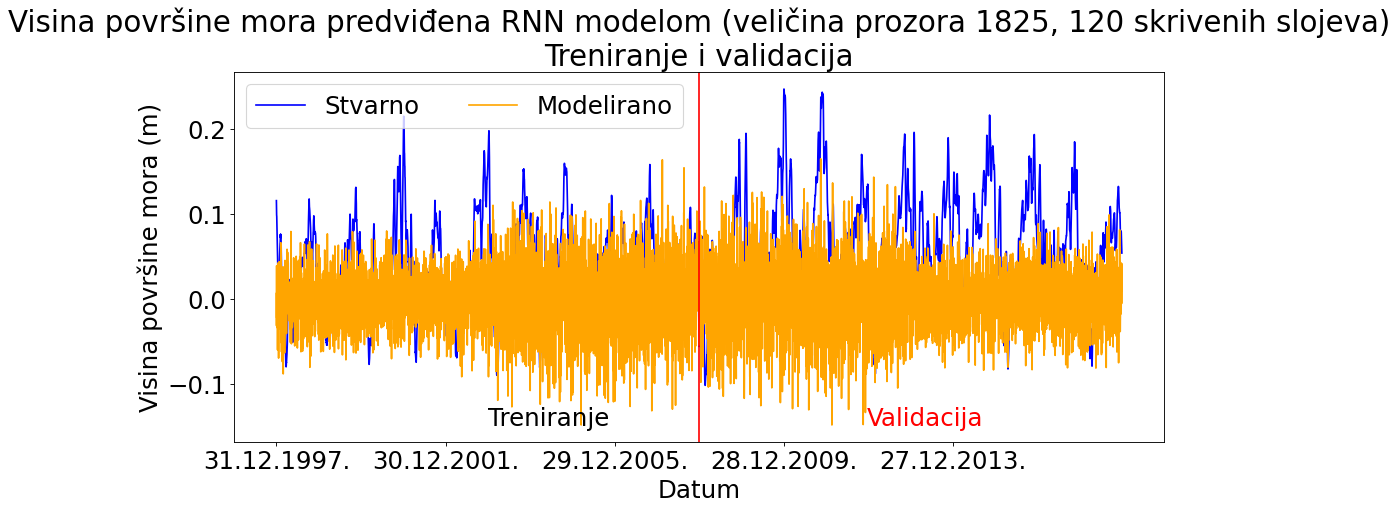 Visina površine mora predviđena RNN modelom (veličina prozora 1825, 120 skrivenih slojeva)
Treniranje i validacija
Stvarno Modelirano
Visina površine mora (m)
0.2
0.1
0.0
−0.1
Treniranje Validacija
31.12.1997. 30.12.2001. 29.12.2005. 28.12.2009. 27.12.2013.
Datum